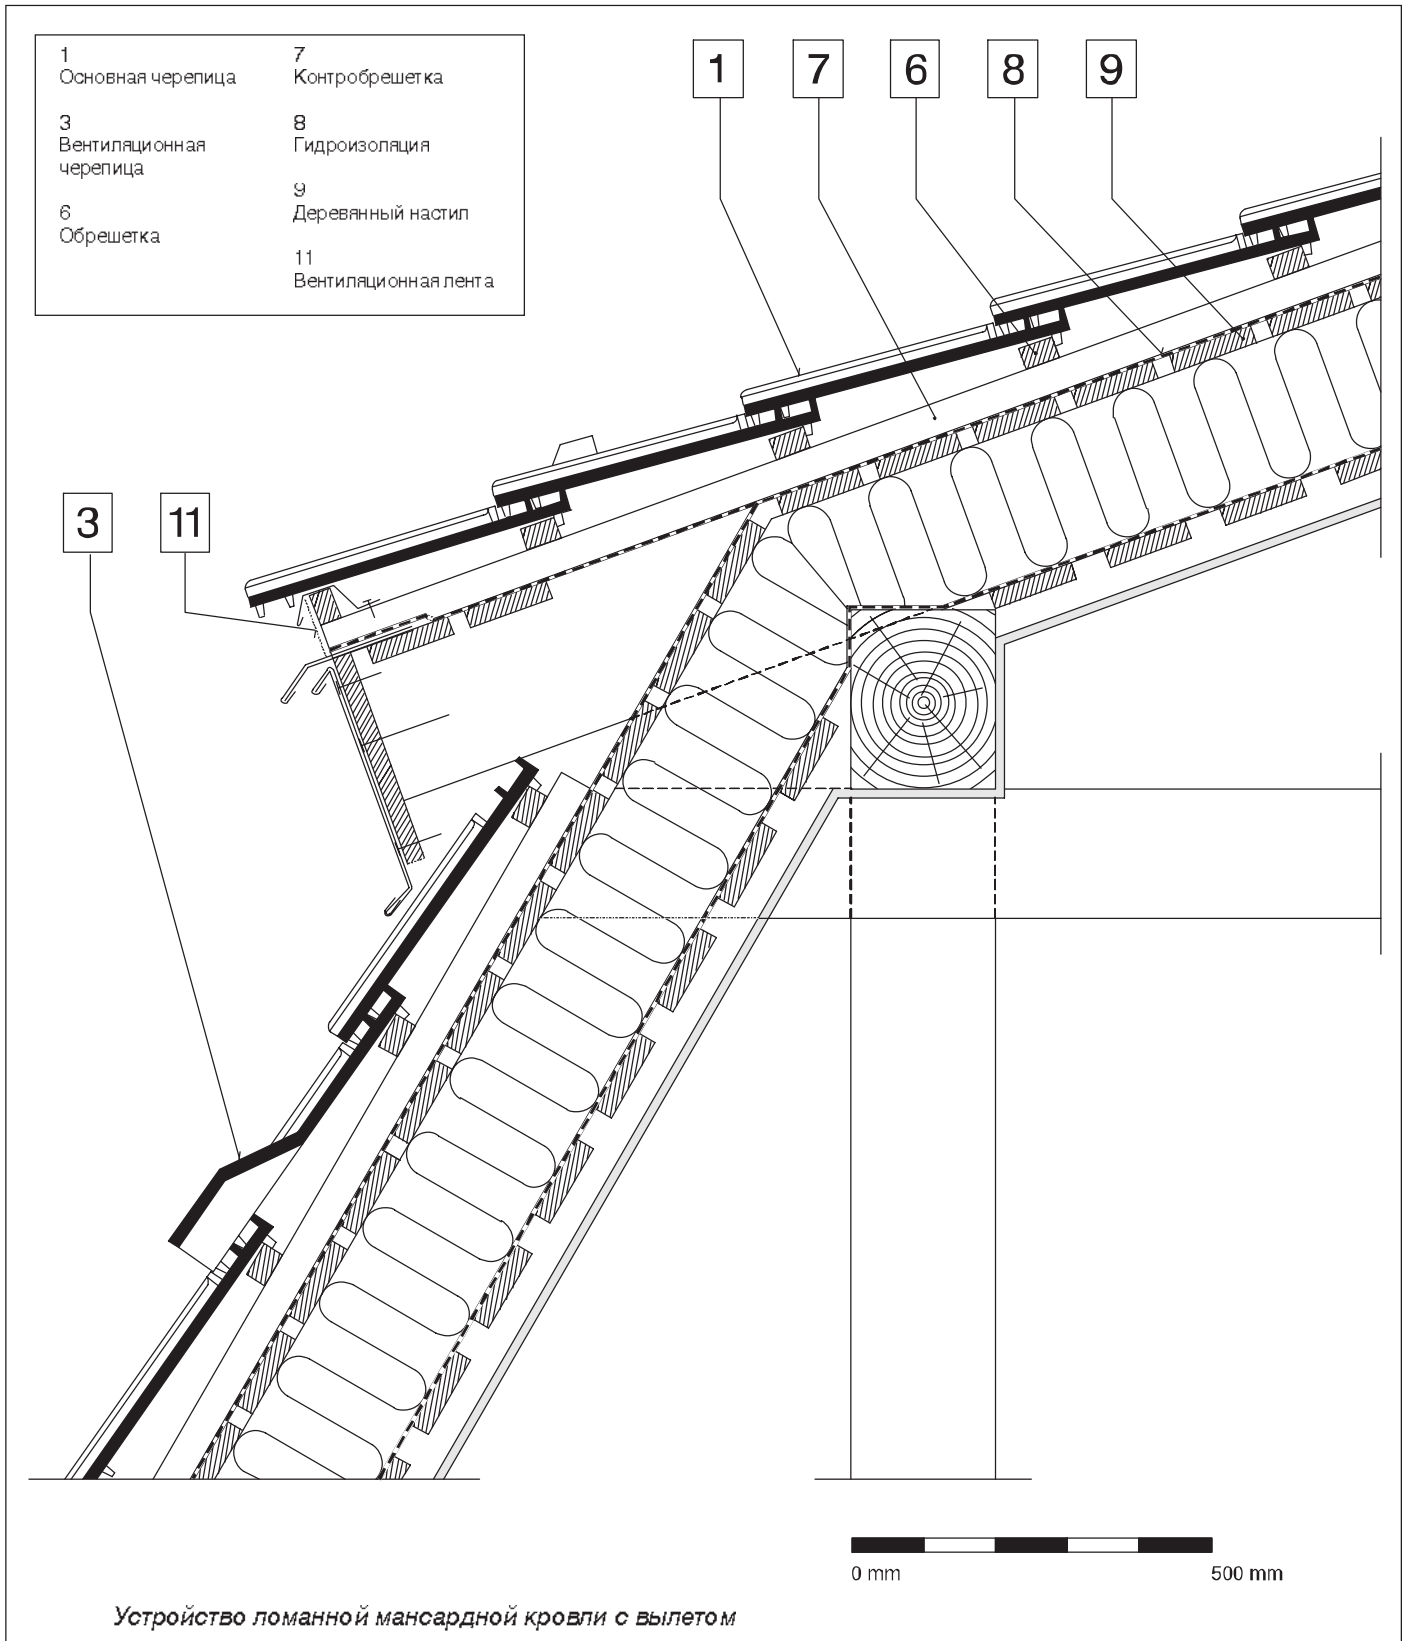 1
Основная черепица
3
Вентиляционная
черепица
6
Обрешетка
7
Контробрешетка
8
Гидроизоляция
9
Деревянный настил
11
Вентиляционная лента
1
7
6
8
9
3
11
0 mm
500 mm
Устройство ломанной мансардной кровли с вылетом